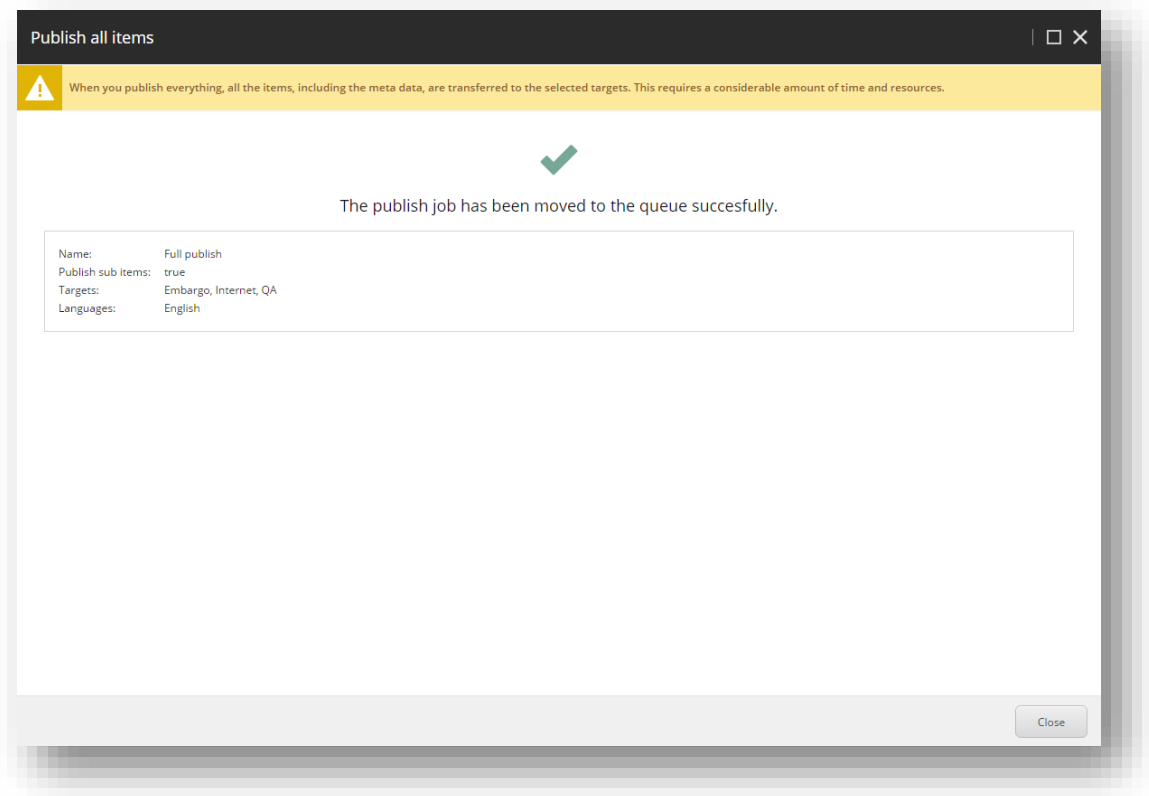 Publish all items
When you publish everything, all the items, including the meta data, are transferred to the selected targets. This requires a considerable amount of time and resources.
The publish job has been moved to the queue succesfully.
Name: Full publish
Publish sub items: true
Targets: Embargo, Internet, QA
Languages: English
Close